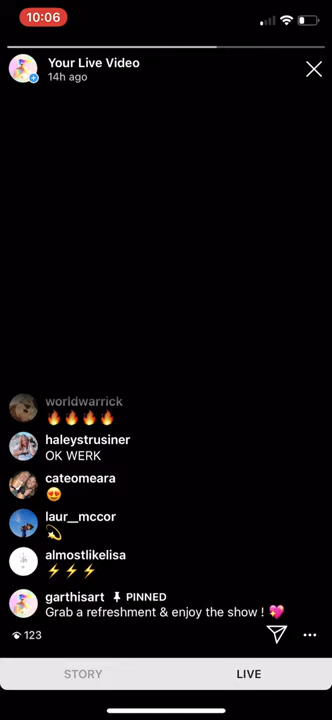 10:06
Your Live Video
14h ago
worldwarrick
🔥🔥🔥🔥
haleystrusiner
OK WERK
cateomeara
😍
laur__mccor
💫
almostlikelisa
⚡⚡⚡
garthisart PINNED
Grab a refreshment & enjoy the show ! 💖
123
STORY LIVE